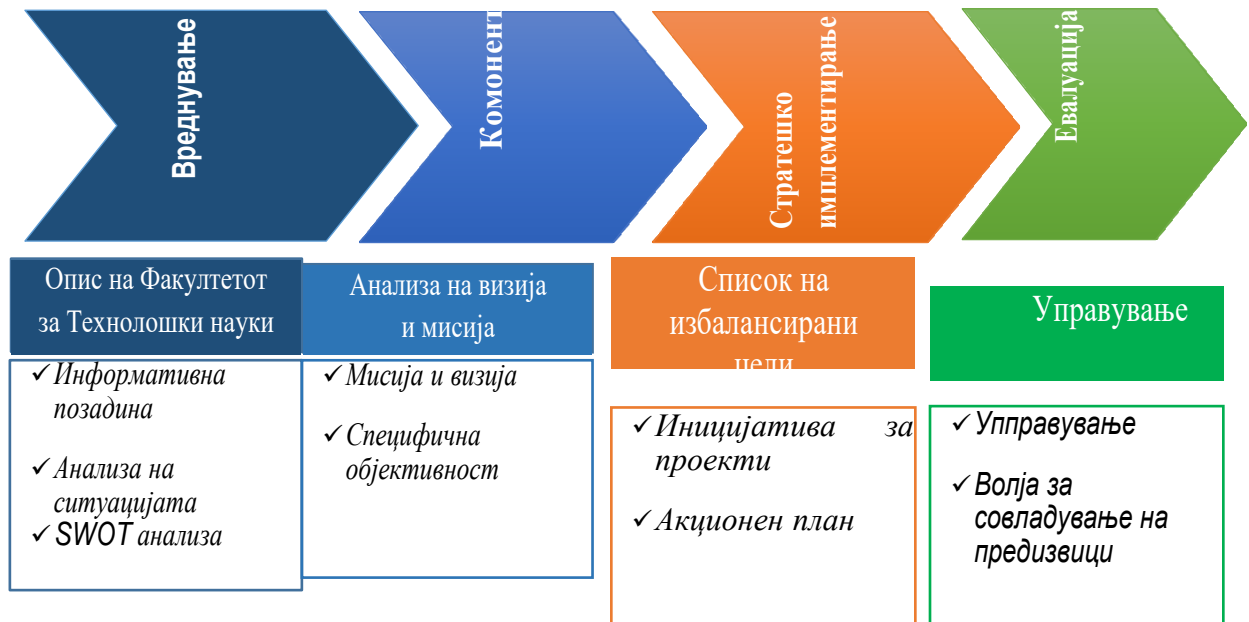 Вреднување
Комонент
Стратешко
имплементирање
Евалуација
Опис на Факултетот
за Технолошки науки
✓ Информативна
позадина
✓ Анализа на
ситуацијата
✓ SWOT анализа
Анализа на визија
и мисија
✓ Мисија и визија
✓ Специфична
објективност
Список на
избалансирани
цели
✓ Иницијатива за
проекти
✓ Акционен план
Управување
✓ Упправување
✓ Волја за
совладување на
предизвици